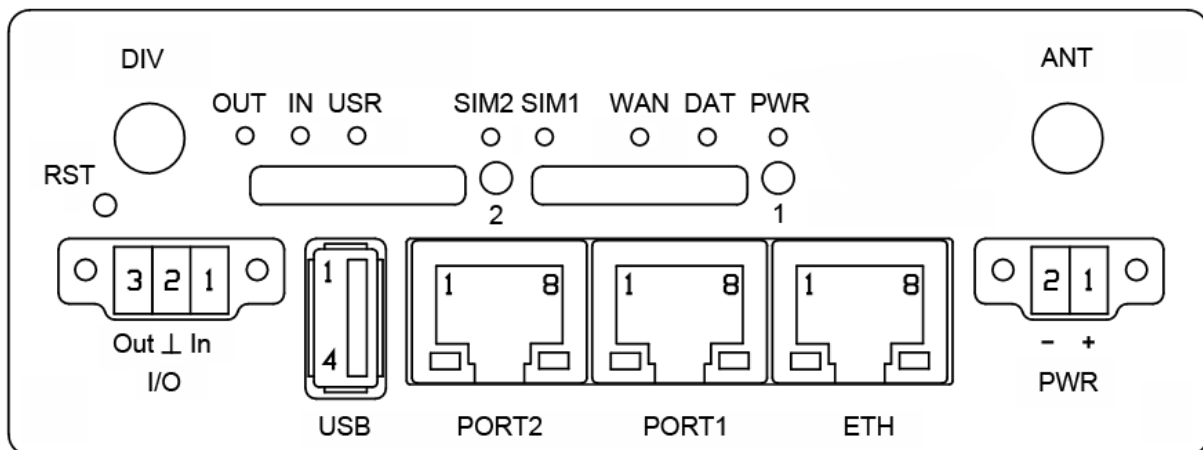 DIV ANT
OUT IN USR SIM2 SIM1 WAN DAT PWR
RST
2 1
3 2 1 1 1 8 1 8 1 8 2 1
4
Out ⊥ In - +
I/O PWR
USB PORT2 PORT1 ETH